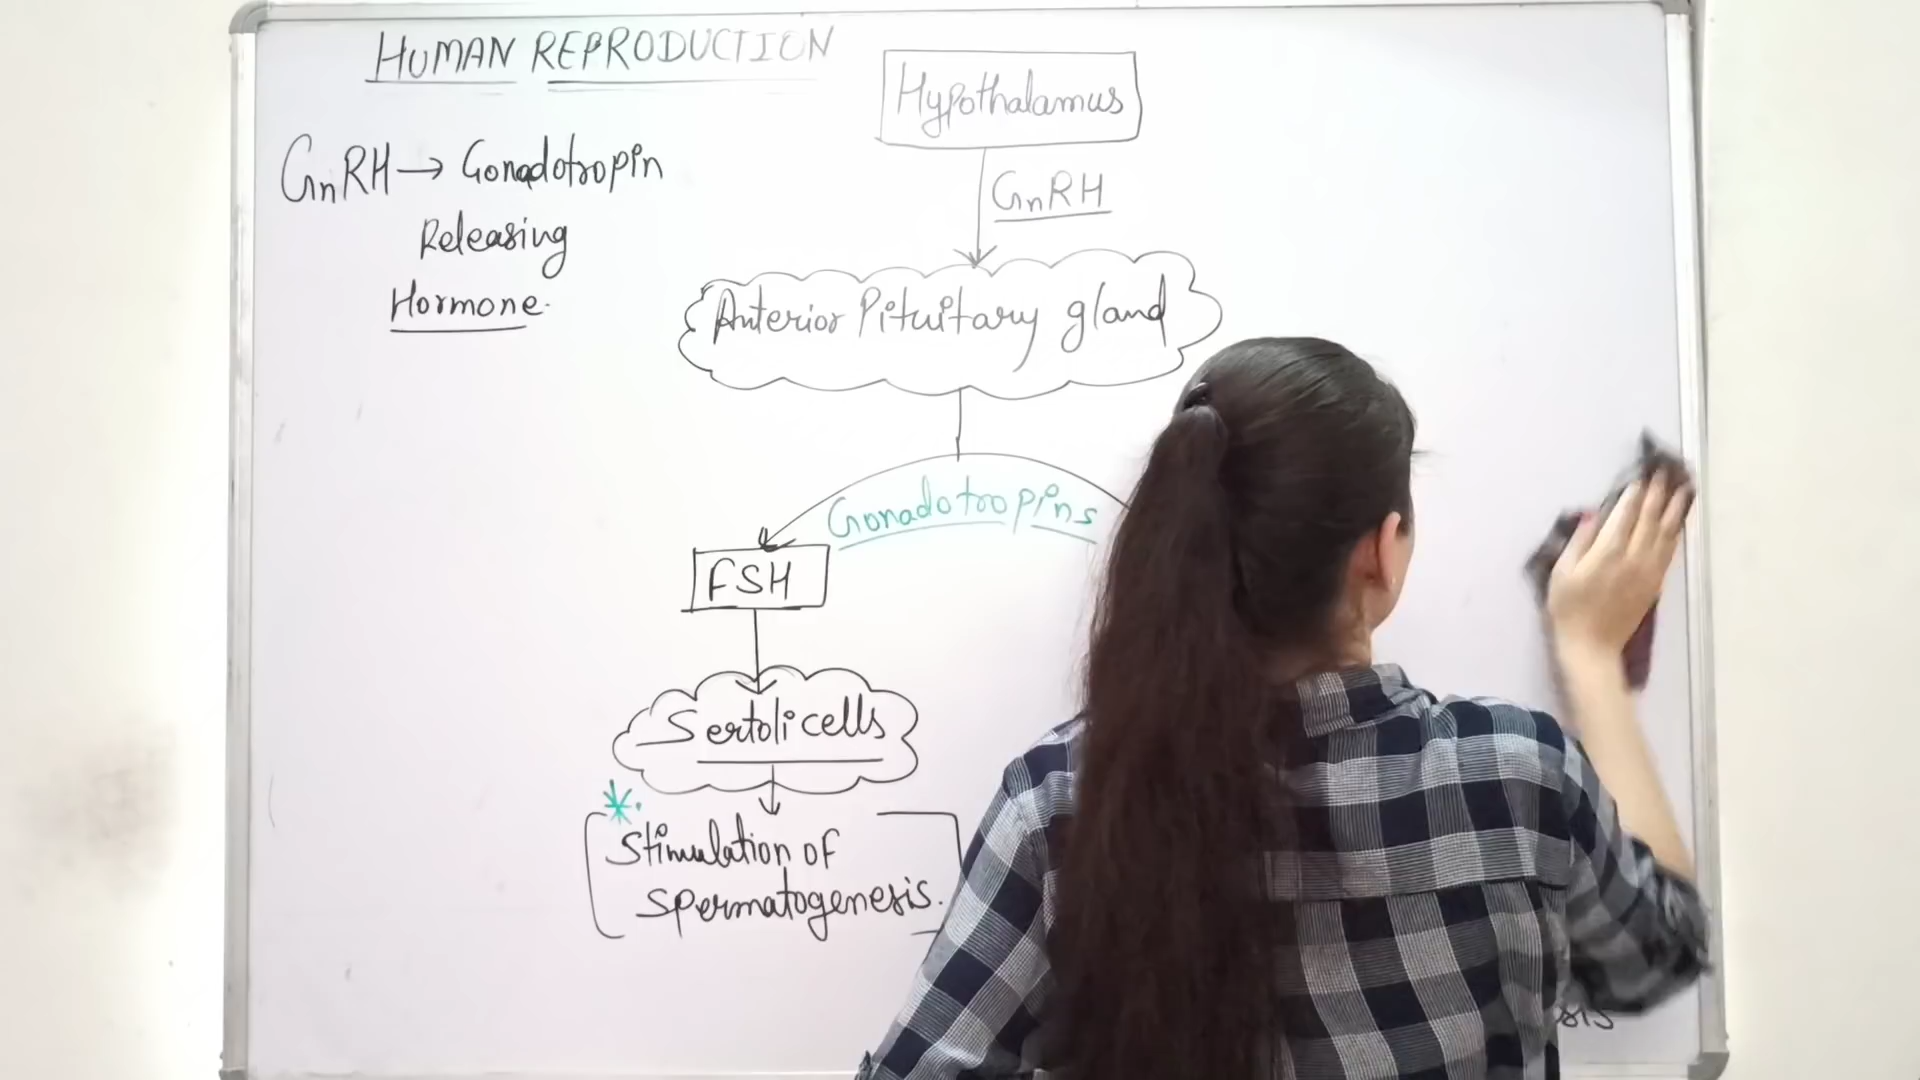 HUMAN REPRODUCTION
GnRH → Gonadotropin
Releasing
Hormone.
Hypothalamus
GnRH
Anterior Pituitary gland
Gonadotropins
FSH
Sertoli cells
*.
Stimulation of
spermatogenesis.